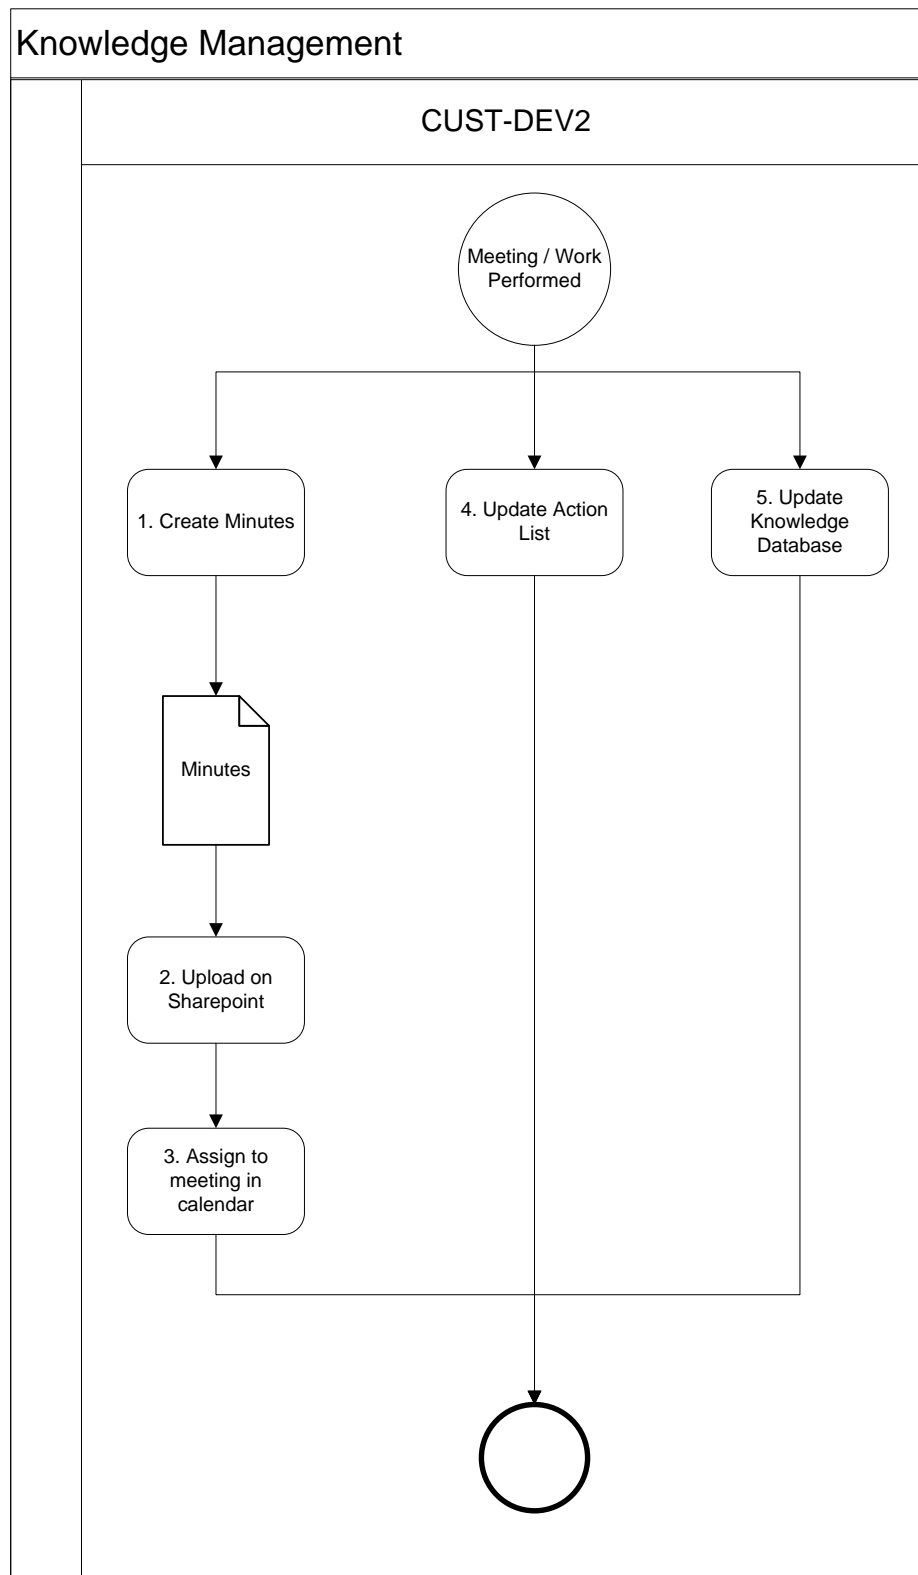 Knowledge Management
CUST-DEV2
Meeting / Work
Performed
1. Create Minutes
4. Update Action
List
5. Update
Knowledge
Database
Minutes
2. Upload on
Sharepoint
3. Assign to
meeting in
calendar